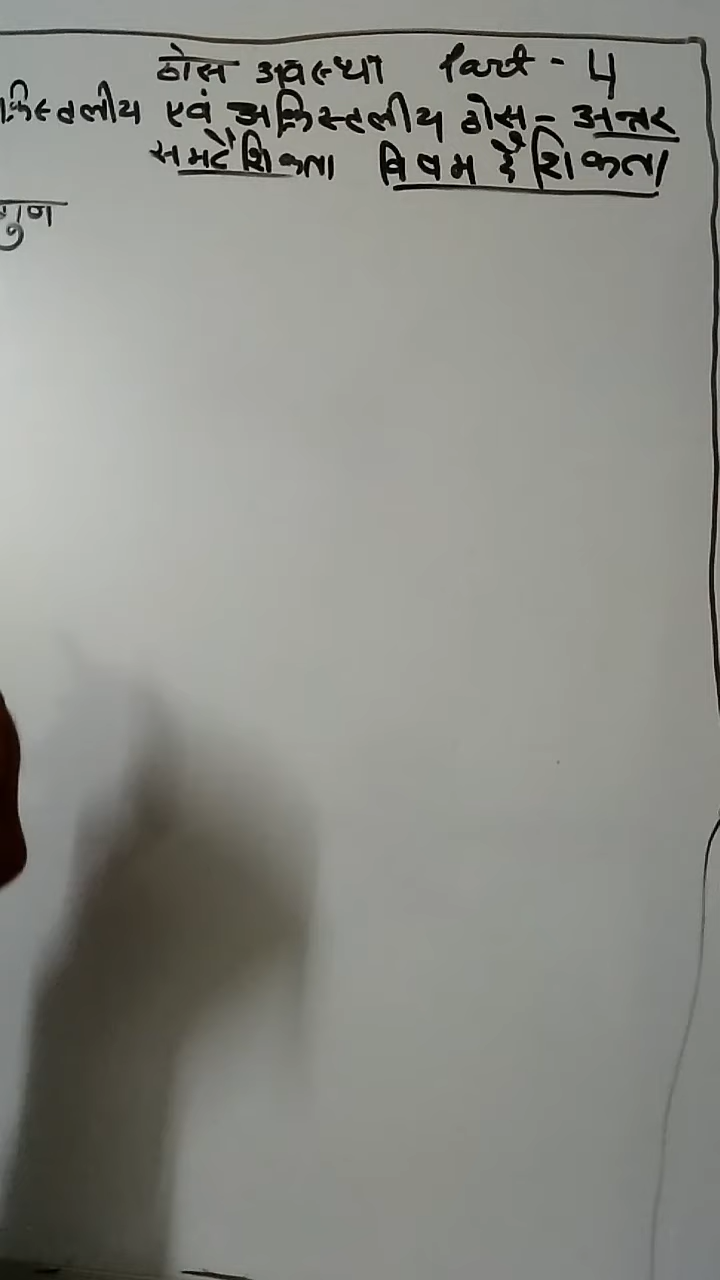 ठोस अवस्था Part - 4
क्रिस्टलीय एवं अक्रिस्टलीय ठोस - अन्तर
समदैशिकता विषमदैशिकता
गुण